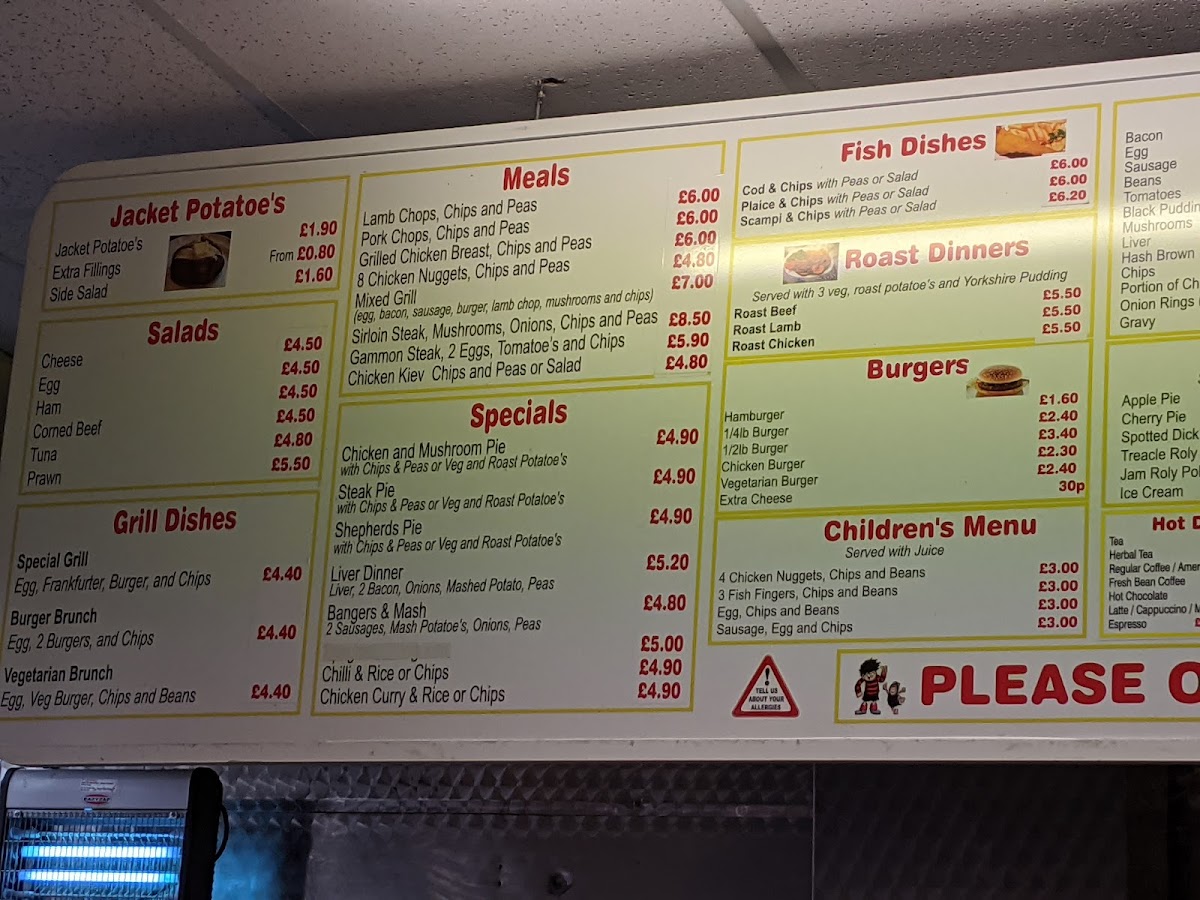 Jacket Potatoe's
Jacket Potatoe's £1.90
Extra Fillings From £0.80
Side Salad £1.60
Salads
Cheese £4.50
Egg £4.50
Ham £4.50
Corned Beef £4.50
Tuna £4.80
Prawn £5.50
Grill Dishes
Special Grill
Egg, Frankfurter, Burger, and Chips £4.40
Burger Brunch
Egg, 2 Burgers, and Chips £4.40
Vegetarian Brunch
Egg, Veg Burger, Chips and Beans £4.40
Meals
Lamb Chops, Chips and Peas £6.00
Pork Chops, Chips and Peas £6.00
Grilled Chicken Breast, Chips and Peas £6.00
8 Chicken Nuggets, Chips and Peas £4.80
Mixed Grill £7.00
(egg, bacon, sausage, burger, lamb chop, mushrooms and chips)
Sirloin Steak, Mushrooms, Onions, Chips and Peas £8.50
Gammon Steak, 2 Eggs, Tomatoe's and Chips £5.90
Chicken Kiev Chips and Peas or Salad £4.80
Specials
Chicken and Mushroom Pie £4.90
with Chips & Peas or Veg and Roast Potatoe's
Steak Pie £4.90
with Chips & Peas or Veg and Roast Potatoe's
Shepherds Pie £4.90
with Chips & Peas or Veg and Roast Potatoe's
Liver Dinner £5.20
Liver, 2 Bacon, Onions, Mashed Potato, Peas
Bangers & Mash £4.80
2 Sausages, Mash Potatoe's, Onions, Peas
£5.00
Chilli & Rice or Chips £4.90
Chicken Curry & Rice or Chips £4.90
Fish Dishes
Cod & Chips with Peas or Salad £6.00
Plaice & Chips with Peas or Salad £6.00
Scampi & Chips with Peas or Salad £6.20
Roast Dinners
Served with 3 veg, roast potatoe's and Yorkshire Pudding
Roast Beef £5.50
Roast Lamb £5.50
Roast Chicken £5.50
Burgers
Hamburger £1.60
1/4lb Burger £2.40
1/2lb Burger £3.40
Chicken Burger £2.30
Vegetarian Burger £2.40
Extra Cheese 30p
Children's Menu
Served with Juice
4 Chicken Nuggets, Chips and Beans £3.00
3 Fish Fingers, Chips and Beans £3.00
Egg, Chips and Beans £3.00
Sausage, Egg and Chips £3.00
TELL US
ABOUT YOUR
ALLERGIES
PLEASE O
Bacon
Egg
Sausage
Beans
Tomatoes
Black Puddin
Mushrooms
Liver
Hash Brown
Chips
Portion of Ch
Onion Rings
Gravy
Apple Pie
Cherry Pie
Spotted Dick
Treacle Roly
Jam Roly Pol
Ice Cream
Hot D
Tea
Herbal Tea
Regular Coffee / Amer
Fresh Bean Coffee
Hot Chocolate
Latte / Cappuccino / M
Espresso £